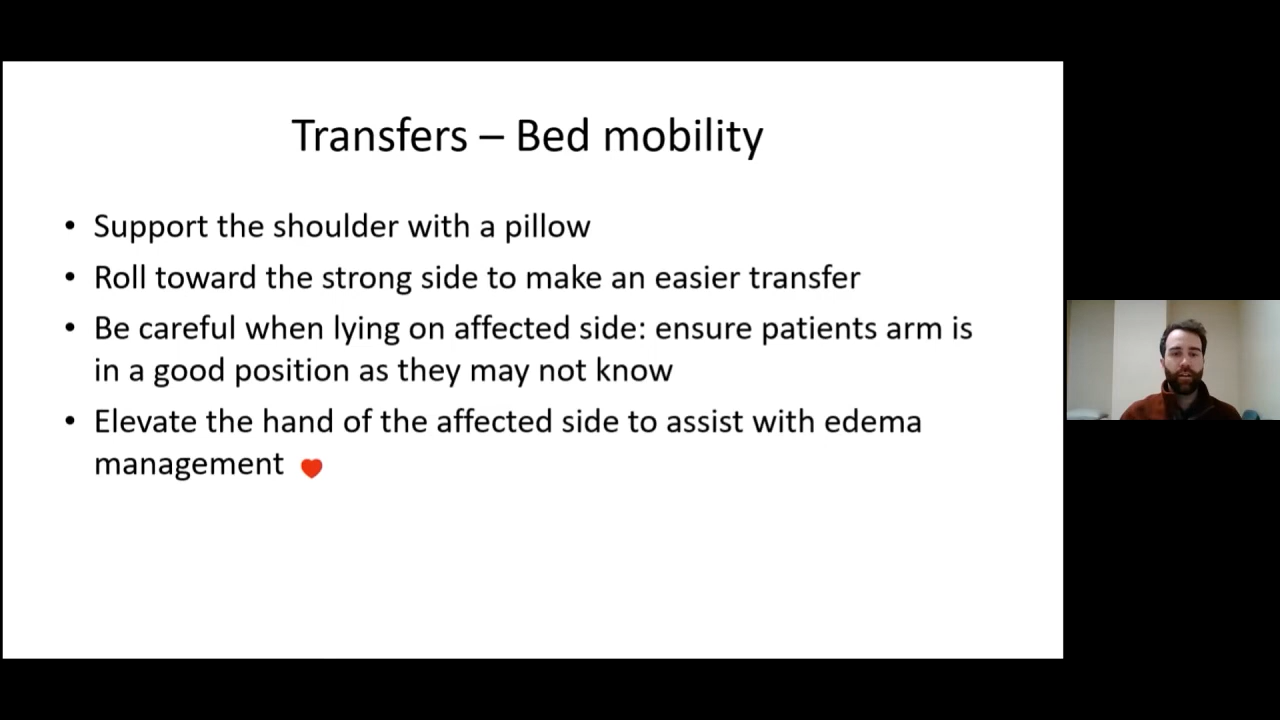 Transfers – Bed mobility
• Support the shoulder with a pillow
• Roll toward the strong side to make an easier transfer
• Be careful when lying on affected side: ensure patients arm is
in a good position as they may not know
• Elevate the hand of the affected side to assist with edema
management